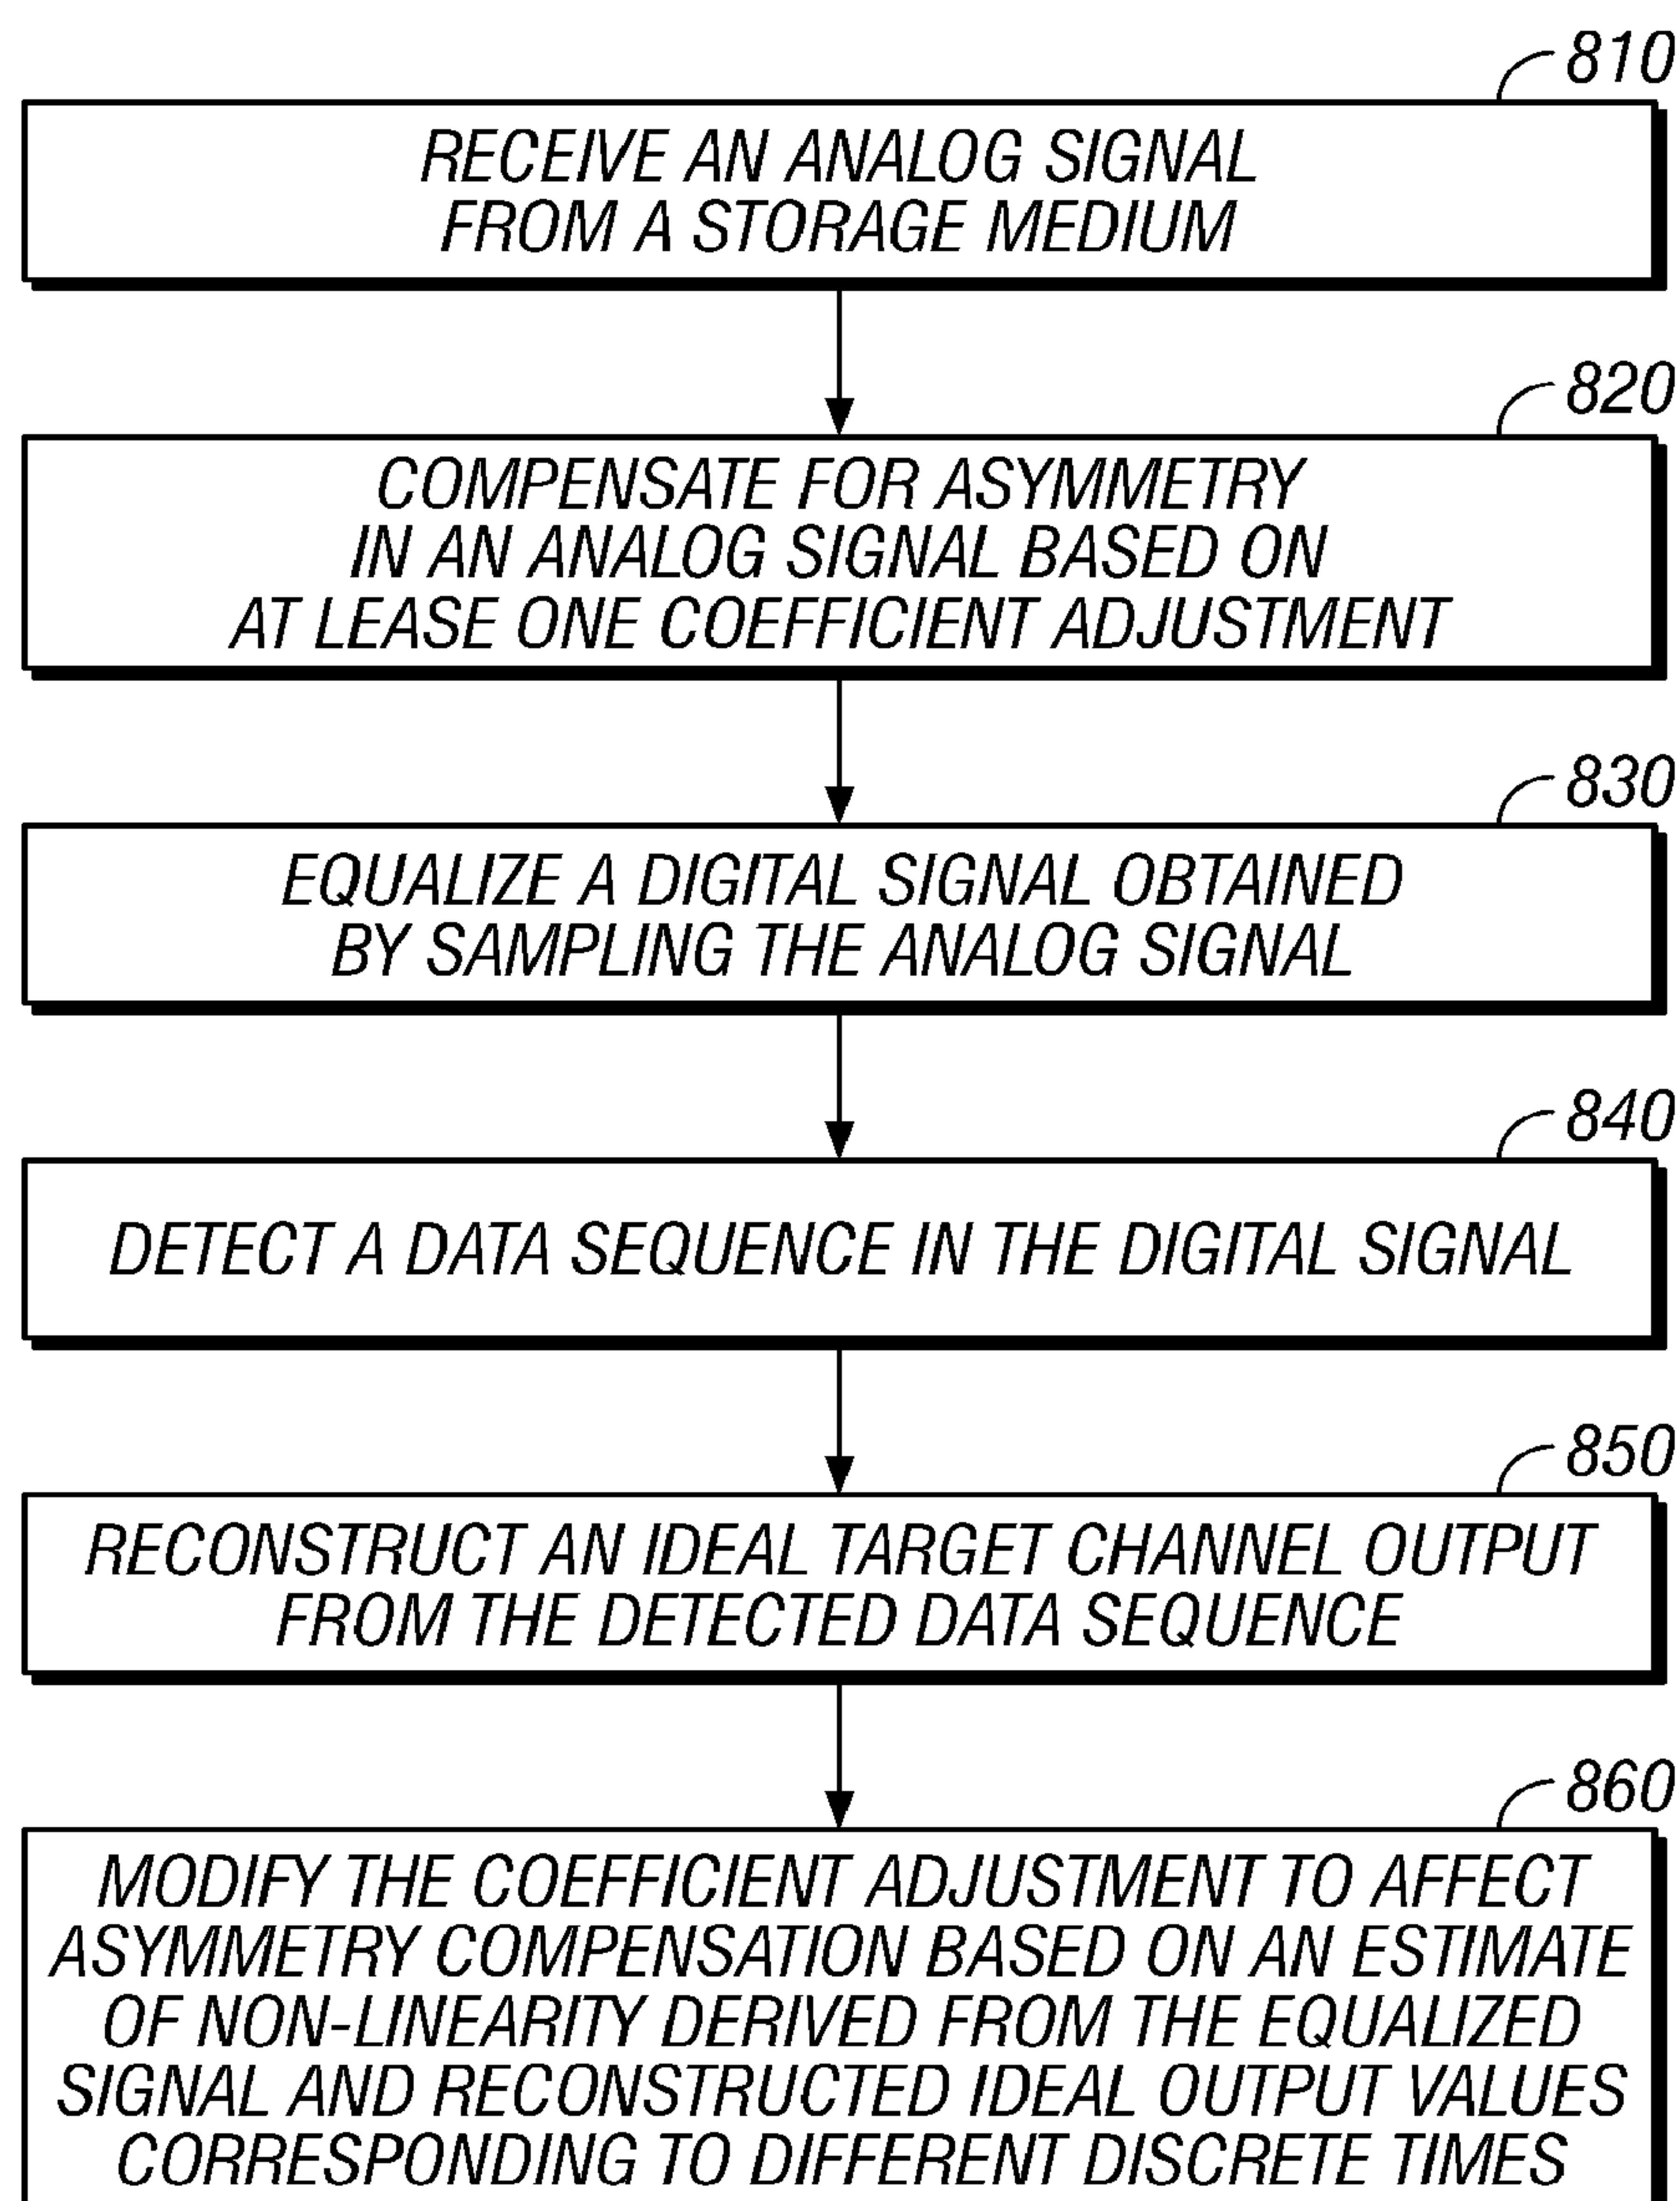 810
RECEIVE AN ANALOG SIGNAL
FROM A STORAGE MEDIUM
820
COMPENSATE FOR ASYMMETRY
IN AN ANALOG SIGNAL BASED ON
AT LEASE ONE COEFFICIENT ADJUSTMENT
830
EQUALIZE A DIGITAL SIGNAL OBTAINED
BY SAMPLING THE ANALOG SIGNAL
840
DETECT A DATA SEQUENCE IN THE DIGITAL SIGNAL
850
RECONSTRUCT AN IDEAL TARGET CHANNEL OUTPUT
FROM THE DETECTED DATA SEQUENCE
860
MODIFY THE COEFFICIENT ADJUSTMENT TO AFFECT
ASYMMETRY COMPENSATION BASED ON AN ESTIMATE
OF NON-LINEARITY DERIVED FROM THE EQUALIZED
SIGNAL AND RECONSTRUCTED IDEAL OUTPUT VALUES
CORRESPONDING TO DIFFERENT DISCRETE TIMES